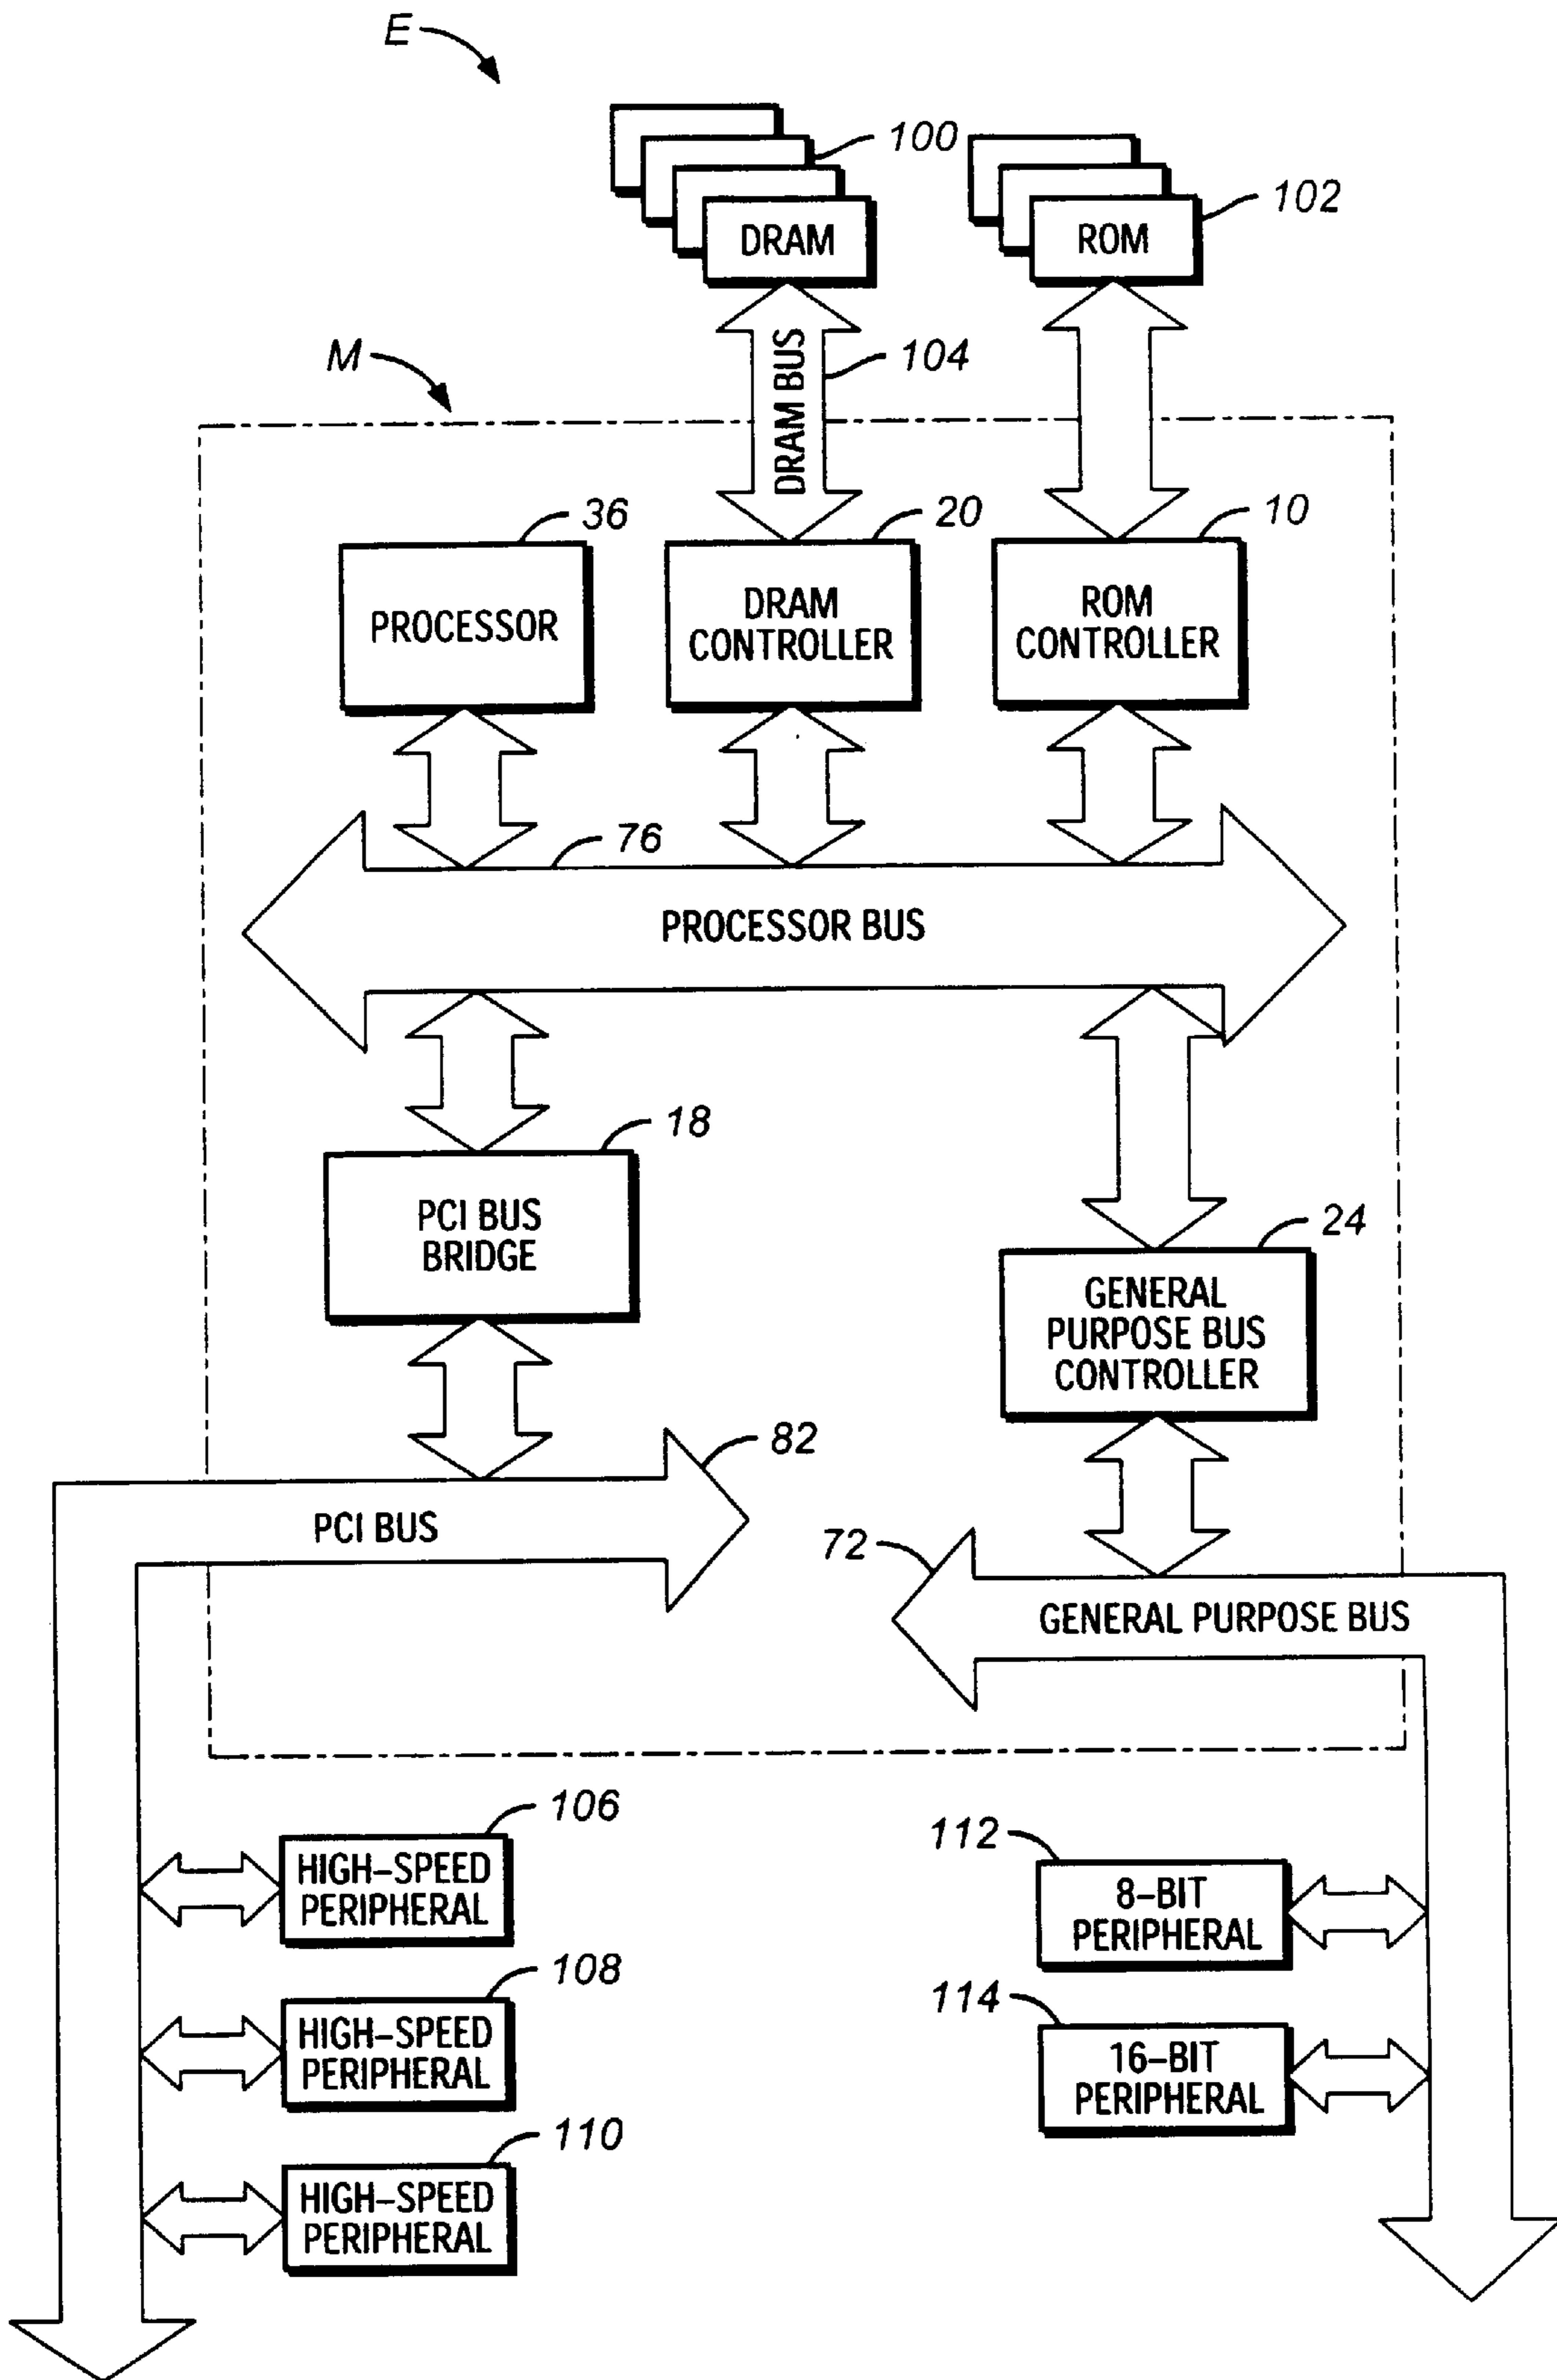 E
100
102
DRAM
ROM
M
DRAM BUS
104
36
20
10
PROCESSOR
DRAM
CONTROLLER
ROM
CONTROLLER
76
PROCESSOR BUS
18
PCI BUS
BRIDGE
24
GENERAL
PURPOSE BUS
CONTROLLER
82
PCI BUS
72
GENERAL PURPOSE BUS
106
HIGH–SPEED
PERIPHERAL
112
8–BIT
PERIPHERAL
108
HIGH–SPEED
PERIPHERAL
114
16–BIT
PERIPHERAL
110
HIGH–SPEED
PERIPHERAL